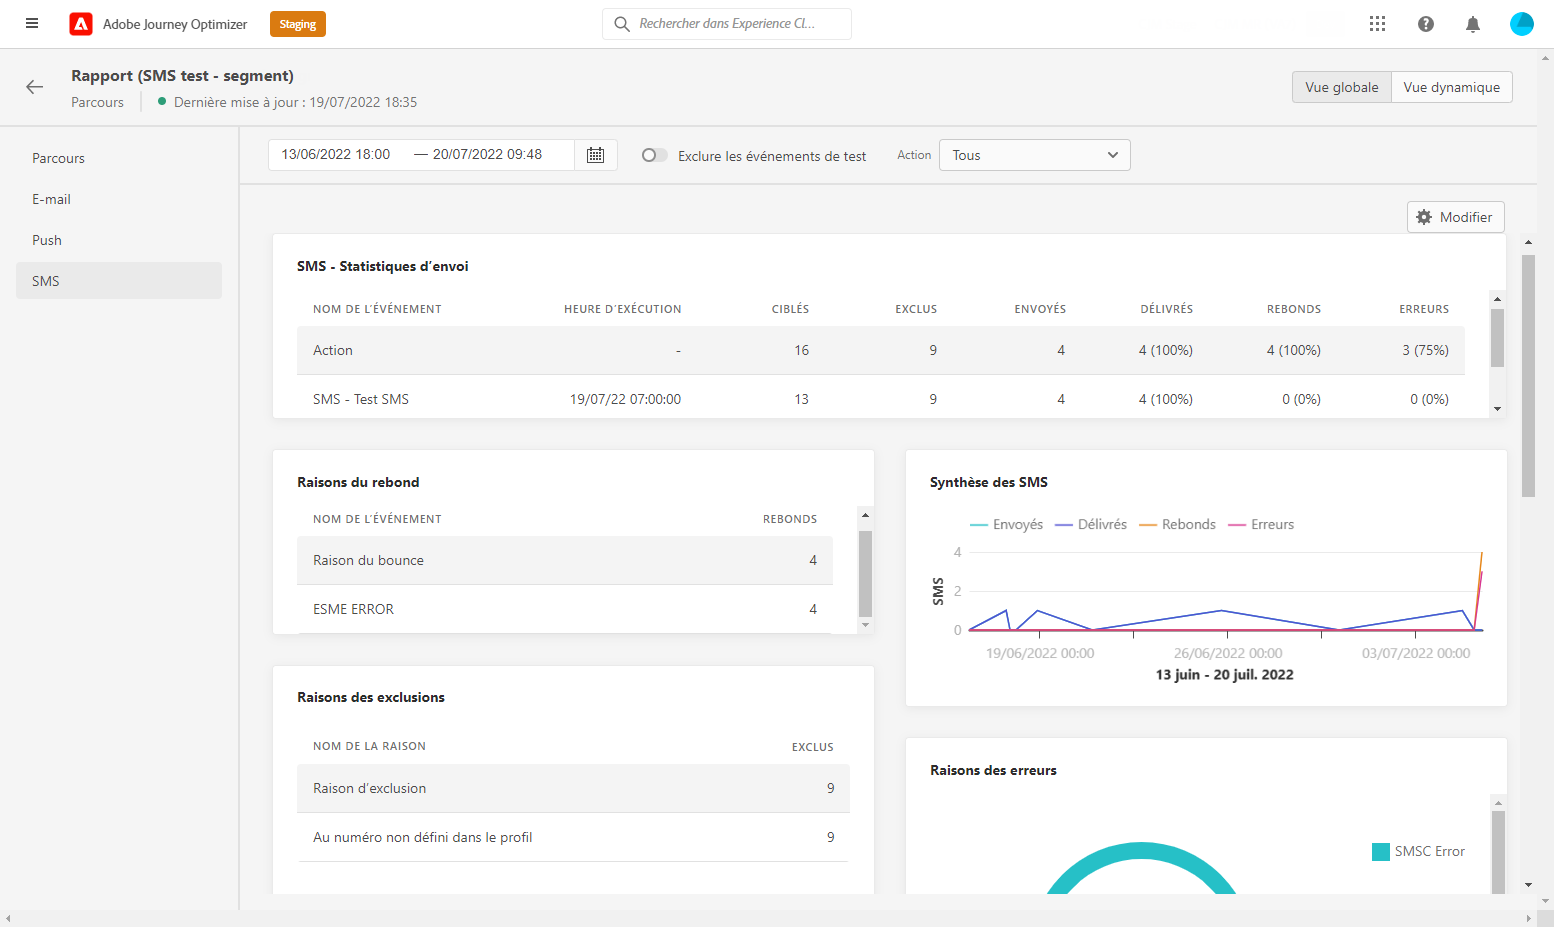 Adobe Journey Optimizer
Staging
Rechercher dans Experience Cl...
Rapport (SMS test - segment)
Parcours
Dernière mise à jour : 19/07/2022 18:35
Vue globale
Vue dynamique
Parcours
E-mail
Push
SMS
13/06/2022 18:00 — 20/07/2022 09:48
Exclure les événements de test
Action
Tous
Modifier
SMS - Statistiques d’envoi
NOM DE L’ÉVÉNEMENT HEURE D’EXÉCUTION CIBLÉS EXCLUS ENVOYÉS DÉLIVRÉS REBONDS ERREURS
Action - 16 9 4 4 (100%) 4 (100%) 3 (75%)
SMS - Test SMS 19/07/22 07:00:00 13 9 4 4 (100%) 0 (0%) 0 (0%)
Raisons du rebond
NOM DE L’ÉVÉNEMENT REBONDS
Raison du bounce 4
ESME ERROR 4
Synthèse des SMS
Envoyés Délivrés Rebonds Erreurs
SMS
4
2
0
19/06/2022 00:00 26/06/2022 00:00 03/07/2022 00:00
13 juin - 20 juil. 2022
Raisons des exclusions
NOM DE LA RAISON EXCLUS
Raison d’exclusion 9
Au numéro non défini dans le profil 9
Raisons des erreurs
SMSC Error